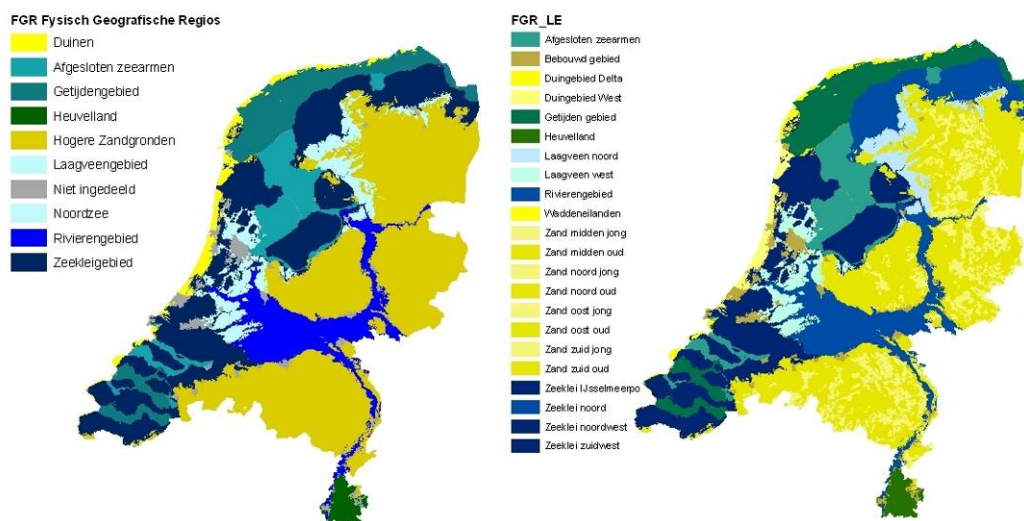 FGR Fysisch Geografische Regios
Duinen
Afgesloten zeearmen
Getijdengebied
Heuvelland
Hogere Zandgronden
Laagveengebied
Niet ingedeeld
Noordzee
Rivierengebied
Zeekleigebied
FGR_LE
Afgesloten zeearmen
Bebouwd gebied
Duingebied Delta
Duingebied West
Getijden gebied
Heuvelland
Laagveen noord
Laagveen west
Rivierengebied
Waddeneilanden
Zand midden jong
Zand midden oud
Zand noord jong
Zand noord oud
Zand oost jong
Zand oost oud
Zand zuid jong
Zand zuid oud
Zeeklei IJsselmeerpo
Zeeklei noord
Zeeklei noordwest
Zeeklei zuidwest